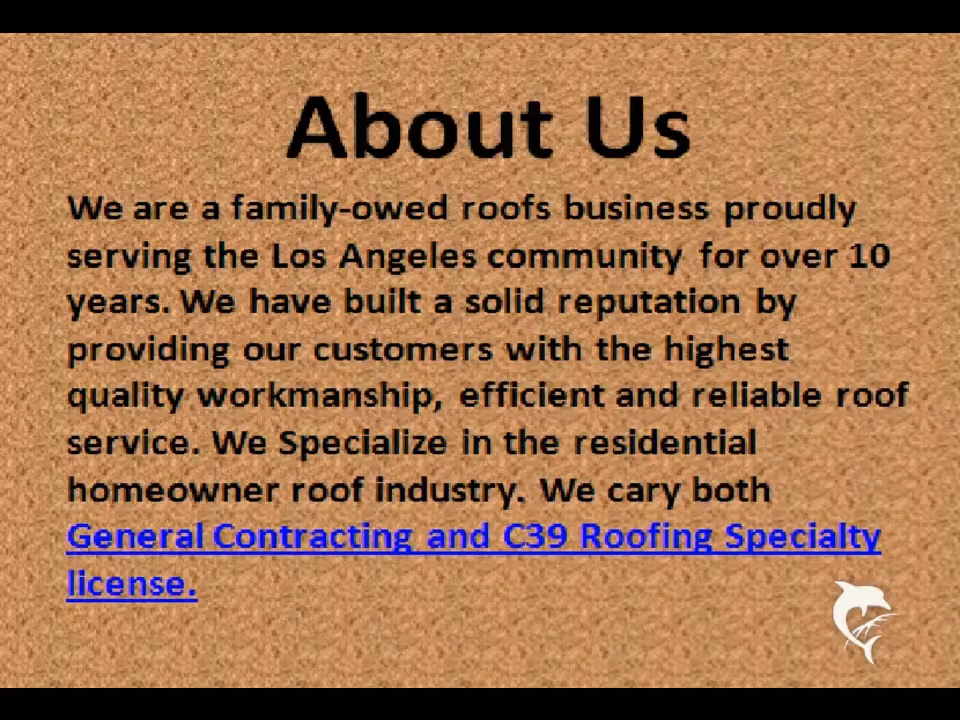 About Us
We are a family-owed roofs business proudly
serving the Los Angeles community for over 10
years. We have built a solid reputation by
providing our customers with the highest
quality workmanship, efficient and reliable roof
service. We Specialize in the residential
homeowner roof industry. We cary both
General Contracting and C39 Roofing Specialty
license.